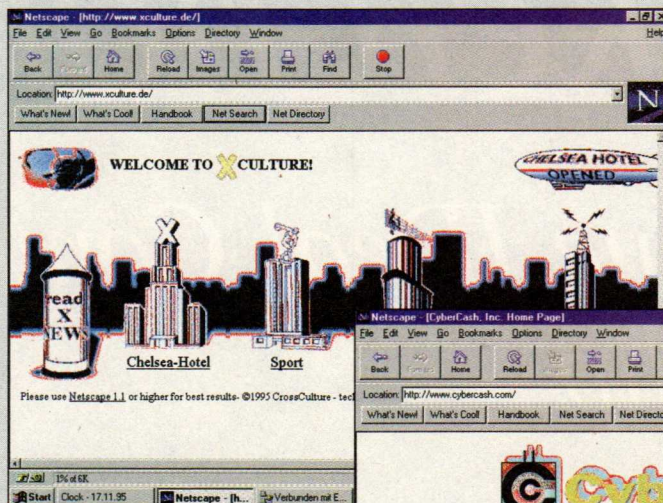 Netscape - [http://www.xculture.de/]
File Edit View Go Bookmarks Options Directory Window Help
Back Forward Home Reload Images Open Print Find Stop
Location: http://www.xculture.de/
What's New! What's Cool! Handbook Net Search Net Directory
N
WELCOME TO X CULTURE!
CHELSEA HOTEL
OPENED
read
X
NEWS
Chelsea-Hotel Sport
Please use Netscape 1.1 or higher for best results- ©1995 CrossCulture - tec
1% of 6K
Start Clock - 17.11.95 Netscape - [h... Verbunden mit E...
Netscape - [CyberCash, Inc. Home Page]
File Edit View Go Bookmarks Options Directory Window
Back Forward Home Reload Images Open Print
Location: http://www.cybercash.com/
What's New! What's Cool! Handbook Net Search Net Directo
C Cyb